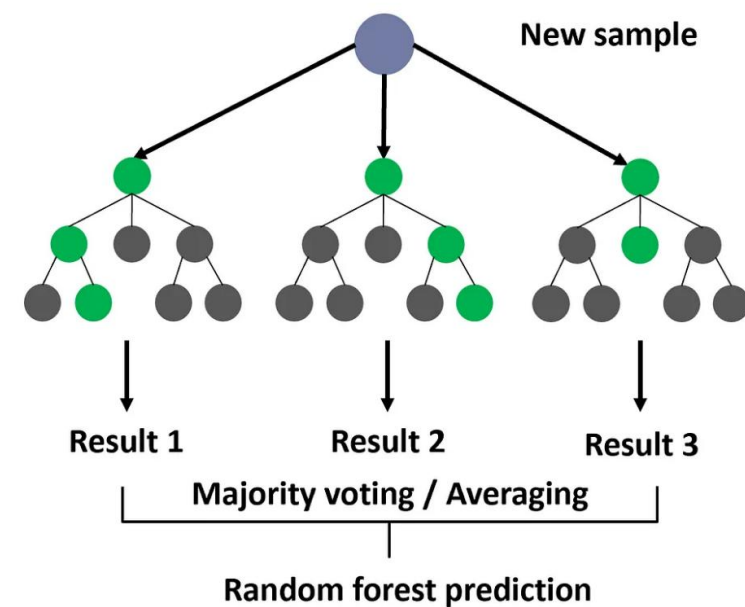 New sample
Result 1
Result 2
Result 3
Majority voting / Averaging
Random forest prediction